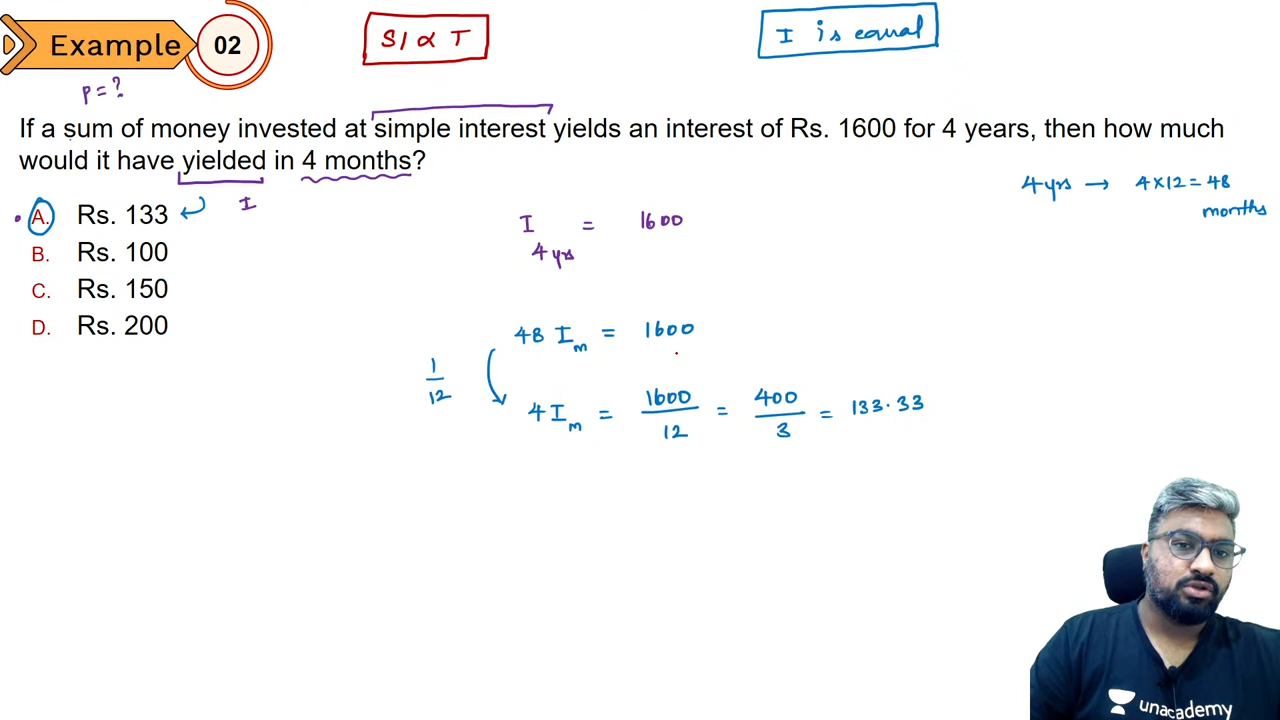 Example 02
SI ∝ T
I is equal
P = ?
If a sum of money invested at simple interest yields an interest of Rs. 1600 for 4 years, then how much
would it have yielded in 4 months?
I
4 yrs → 4 × 12 = 48
months
A. Rs. 133
B. Rs. 100
C. Rs. 150
D. Rs. 200
I = 1600
4 yrs
48 I m = 1600
1/12
4 I m = 1600/12 = 400/3 = 133.33
unacademy